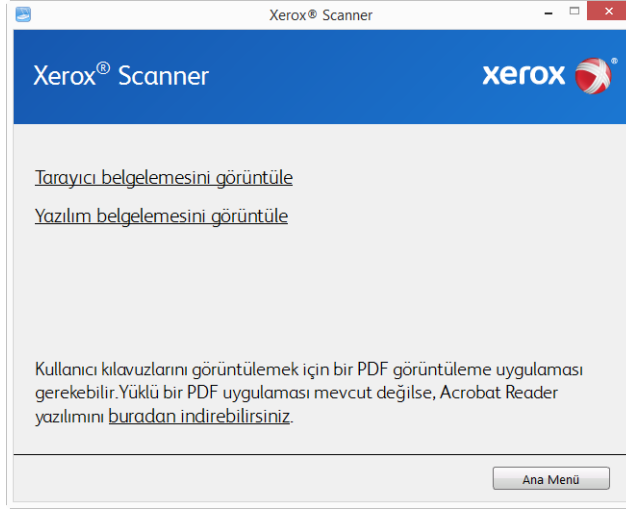 Xerox® Scanner
Xerox® Scanner
xerox®
Tarayıcı belgelemesini görüntüle
Yazılım belgelemesini görüntüle
Kullanıcı kılavuzlarını görüntülemek için bir PDF görüntüleme uygulaması
gerekebilir.Yüklü bir PDF uygulaması mevcut değilse, Acrobat Reader
yazılımını buradan indirebilirsiniz.
Ana Menü